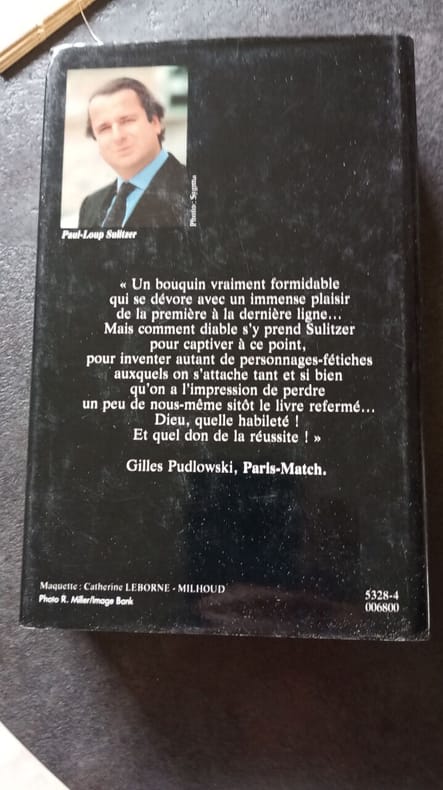 Photo : Sygma
Paul-Loup Sulitzer
« Un bouquin vraiment formidable
qui se dévore avec un immense plaisir
de la première à la dernière ligne...
Mais comment diable s'y prend Sulitzer
pour captiver à ce point,
pour inventer autant de personnages-fétiches
auxquels on s'attache tant et si bien
qu'on a l'impression de perdre
un peu de nous-même sitôt le livre refermé...
Dieu, quelle habileté !
Et quel don de la réussite ! »
Gilles Pudlowski, Paris-Match.
Maquette : Catherine LEBORNE - MILHOUD
Photo R. Miller/Image Bank
5328-4
006800